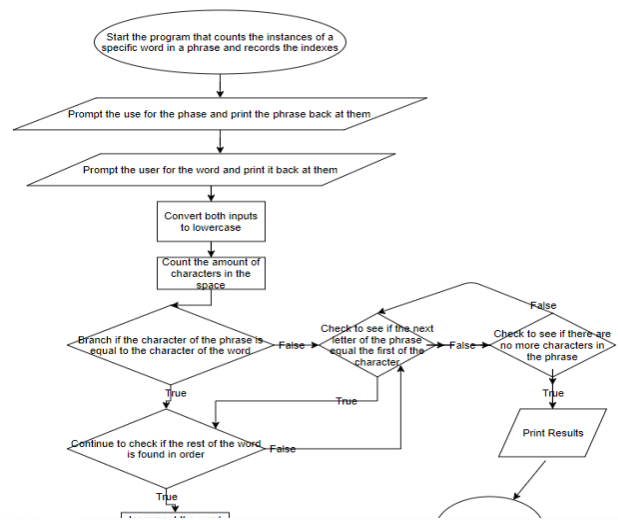 Start the program that counts the instances of a
specific word in a phrase and records the indexes
Prompt the use for the phase and print the phrase back at them
Prompt the user for the word and print it back at them
Convert both inputs
to lowercase
Count the amount of
characters in the
space
Branch if the character of the phrase is
equal to the character of the word
False
Check to see if the next
letter of the phrase
equal the first of the
character
False
False
Check to see if there are
no more characters in
the phrase
True
True
True
Continue to check if the rest of the word
is found in order
False
Print Results
True